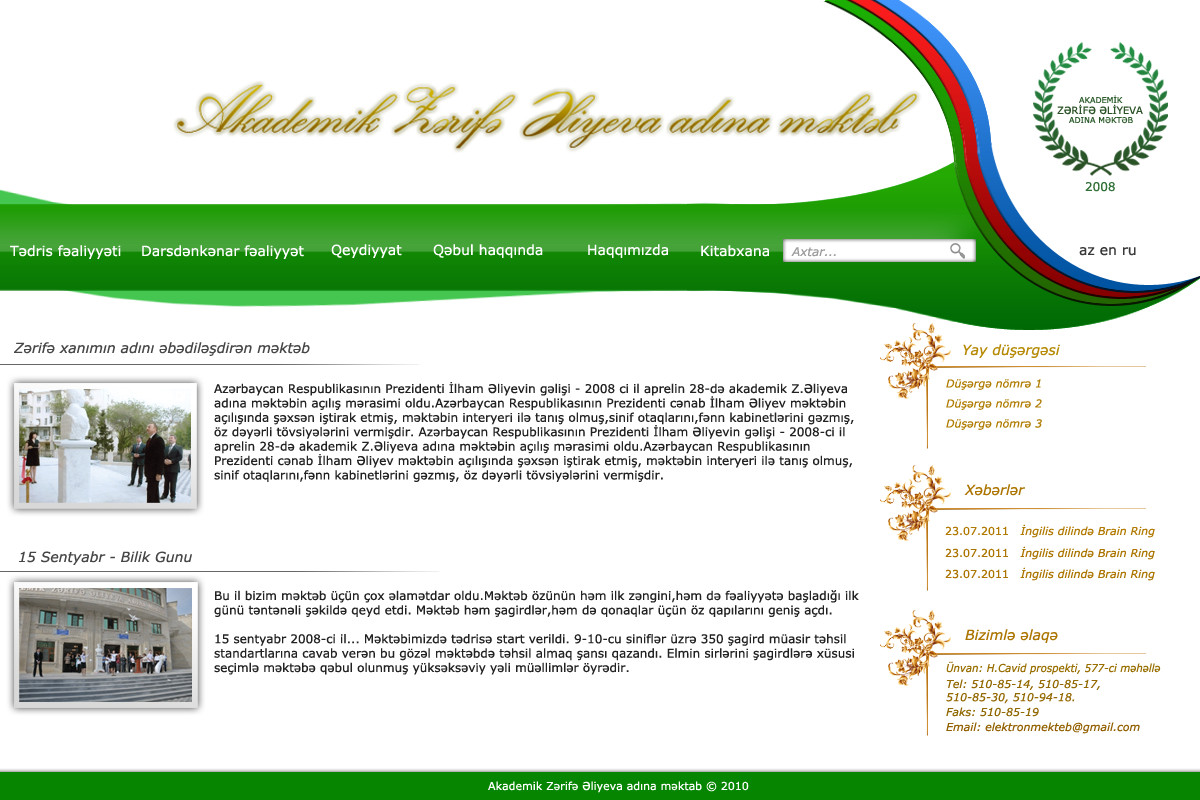 Akademik Zərifə Əliyeva adına məktəb
AKADEMİK
ZƏRİFƏ ƏLİYEVA
ADINA MƏKTƏB
2008
Tədris fəaliyyəti Darsdənkənar fəaliyyət Qeydiyyat Qəbul haqqında Haqqımızda Kitabxana Axtar... az en ru
Zərifə xanımın adını əbədiləşdirən məktəb
Azərbaycan Respublikasının Prezidenti İlham Əliyevin gəlişi - 2008 ci il aprelin 28-də akademik Z.Əliyeva
adına məktəbin açılış mərasimi oldu.Azərbaycan Respublikasının Prezidenti cənab İlham Əliyev məktəbin
açılışında şəxsən iştirak etmiş, məktəbin interyeri ilə tanış olmuş,sinif otaqlarını,fənn kabinetlərini gəzmış,
öz dəyərli tövsiyələrini vermişdir. Azərbaycan Respublikasının Prezidenti İlham Əliyevin gəlişi - 2008-ci il
aprelin 28-də akademik Z.Əliyeva adına məktəbin açılış mərasimi oldu.Azərbaycan Respublikasının
Prezidenti cənab İlham Əliyev məktəbin açılışında şəxsən iştirak etmiş, məktəbin interyeri ilə tanış olmuş,
sinif otaqlarını,fənn kabinetlərini gəzmış, öz dəyərli tövsiyələrini vermişdir.
15 Sentyabr - Bilik Gunu
Bu il bizim məktəb üçün çox əlamətdar oldu.Məktəb özünün həm ilk zəngini,həm də fəaliyyətə başladığı ilk
günü təntənəli şəkildə qeyd etdi. Məktəb həm şagirdlər,həm də qonaqlar üçün öz qapılarını geniş açdı.
15 sentyabr 2008-ci il... Məktəbimizdə tədrisə start verildi. 9-10-cu siniflər üzrə 350 şagird müasir təhsil
standartlarına cavab verən bu gözəl məktəbdə təhsil almaq şansı qazandı. Elmin sirlərini şagirdlərə xüsusi
seçimlə məktəbə qəbul olunmuş yüksəksəviy yəli müəllimlər öyrədir.
Yay düşərgəsi
Düşərgə nömrə 1
Düşərgə nömrə 2
Düşərgə nömrə 3
Xəbərlər
23.07.2011 İngilis dilində Brain Ring
23.07.2011 İngilis dilində Brain Ring
23.07.2011 İngilis dilində Brain Ring
Bizimlə əlaqə
Ünvan: H.Cavid prospekti, 577-ci məhəllə
Tel: 510-85-14, 510-85-17,
510-85-30, 510-94-18.
Faks: 510-85-19
Email: elektronmekteb@gmail.com
Akademik Zərifə Əliyeva adına məktab © 2010